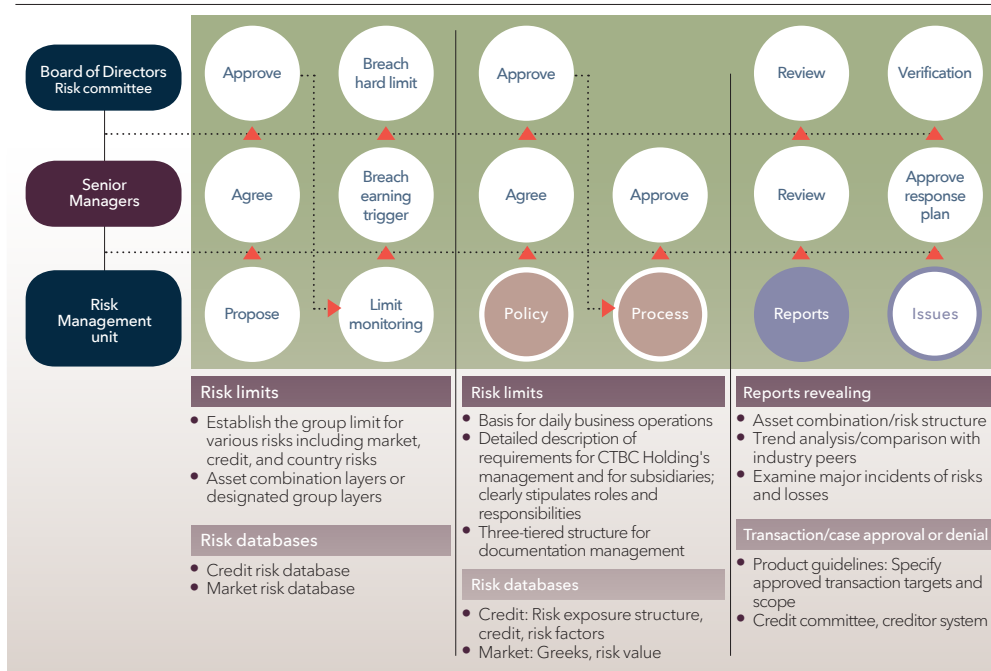 Board of Directors
Risk committee
Approve
Breach
hard limit
Approve
Review
Verification
Senior
Managers
Agree
Breach
earning
trigger
Agree
Approve
Review
Approve
response
plan
Risk
Management
unit
Propose
Limit
monitoring
Policy
Process
Reports
Issues
Risk limits
Establish the group limit for
various risks including market,
credit, and country risks
Asset combination layers or
designated group layers
Risk databases
Credit risk database
Market risk database
Risk limits
Basis for daily business operations
Detailed description of
requirements for CTBC Holding's
management and for subsidiaries;
clearly stipulates roles and
responsibilities
Three-tiered structure for
documentation management
Risk databases
Credit: Risk exposure structure,
credit, risk factors
Market: Greeks, risk value
Reports revealing
Asset combination/risk structure
Trend analysis/comparison with
industry peers
Examine major incidents of risks
and losses
Transaction/case approval or denial
Product guidelines: Specify
approved transaction targets and
scope
Credit committee, creditor system